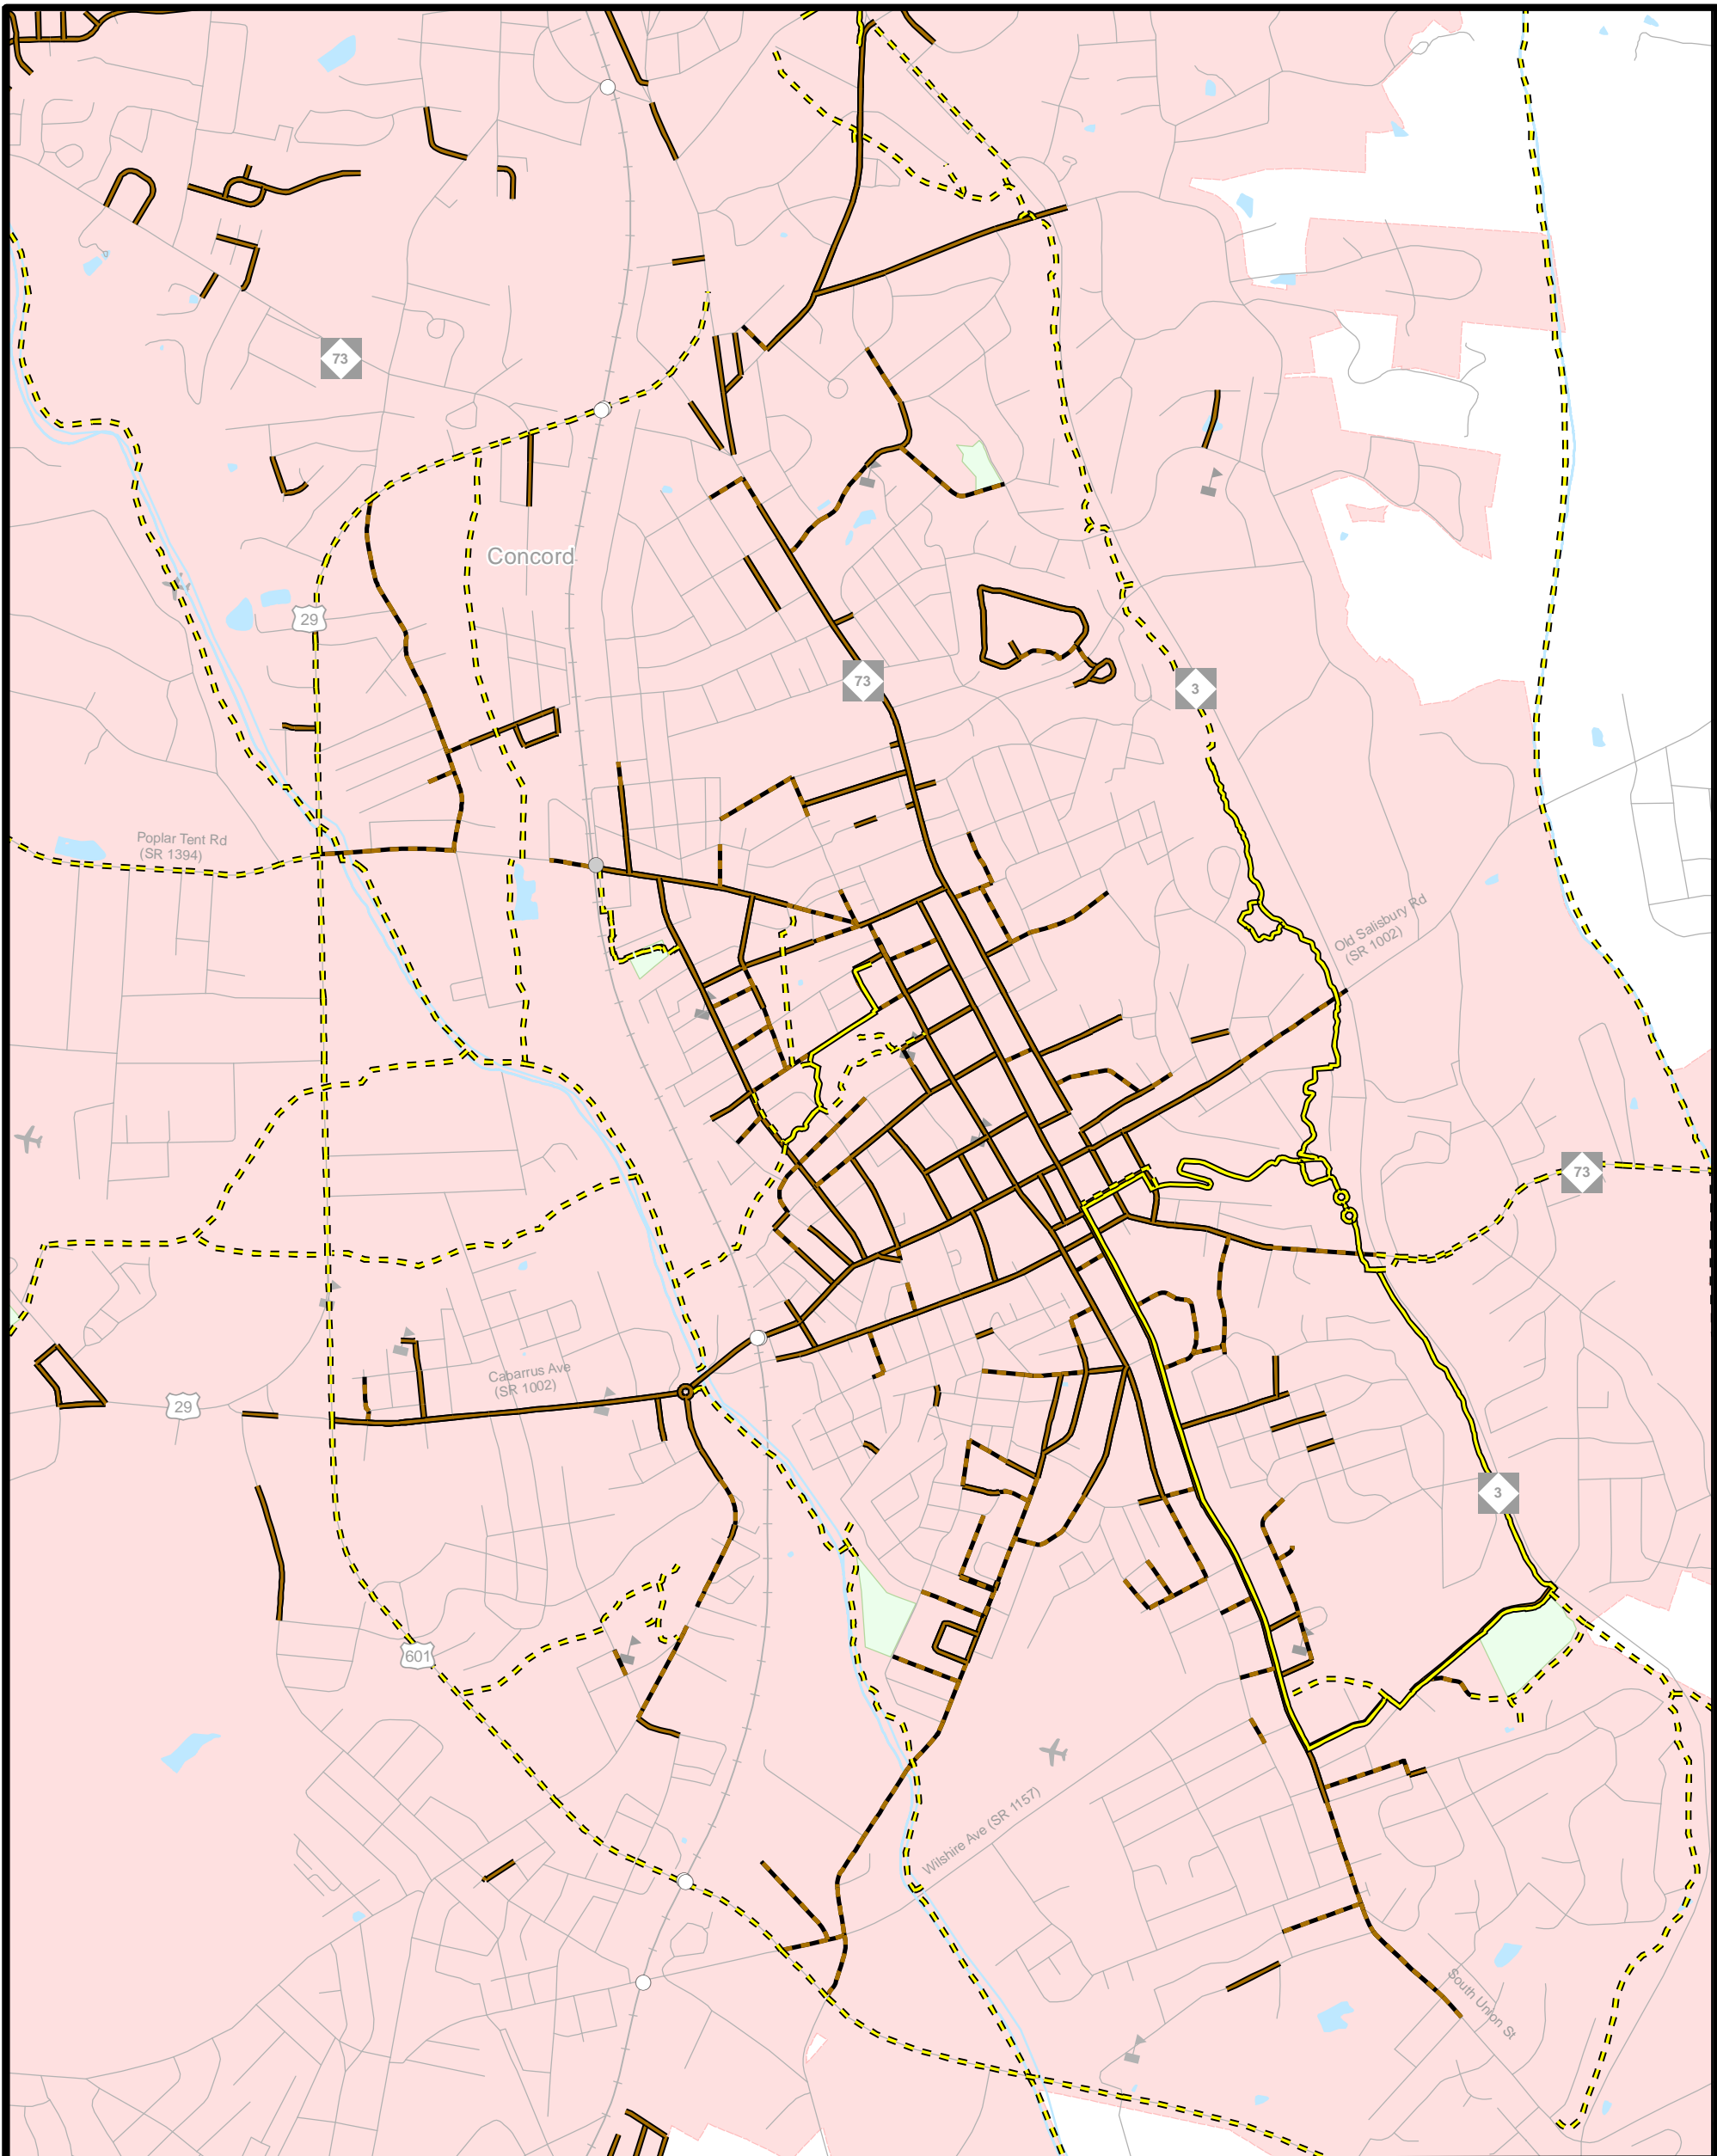 73
Concord
29
73
3
Poplar Tent Rd
(SR 1394)
Old Salisbury Rd
(SR 1002)
73
Cabarrus Ave
(SR 1002)
29
3
601
Wilshire Ave (SR 1157)
South Union St